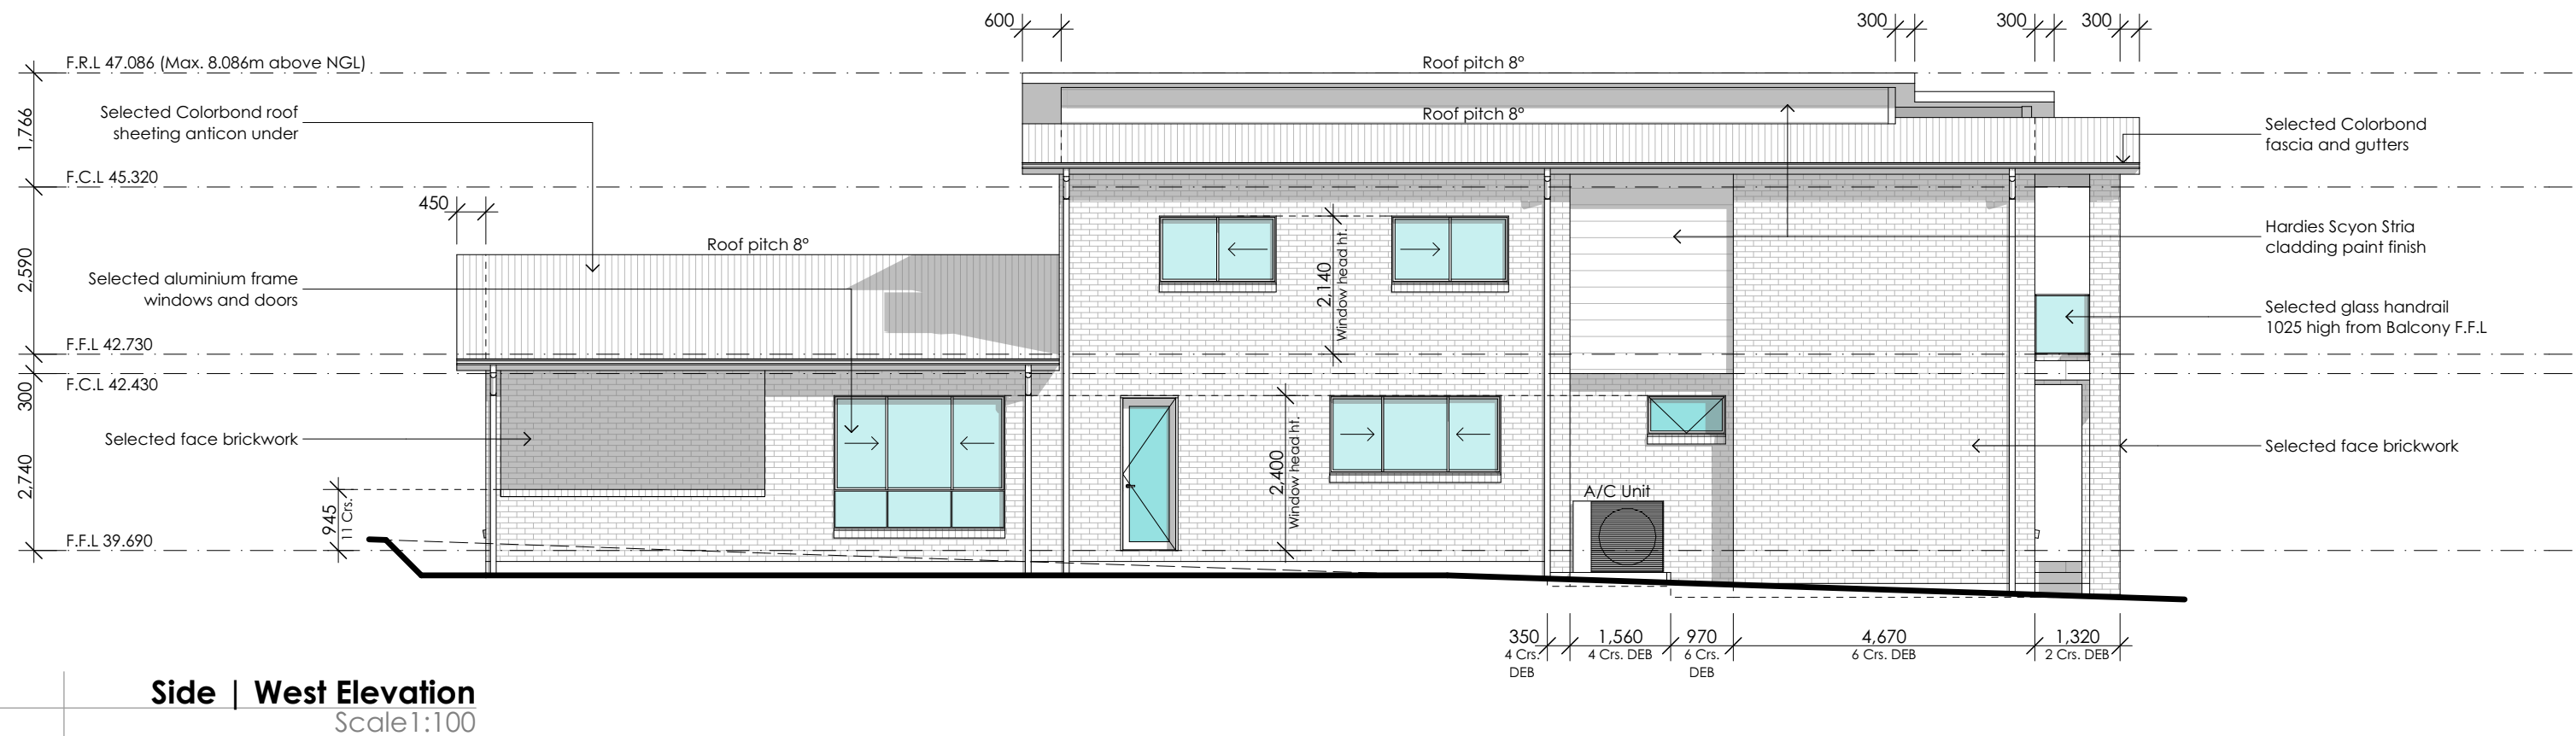 600
300
300
300
F.R.L 47.086 (Max. 8.086m above NGL)
Roof pitch 8°
1,766
Selected Colorbond roof
sheeting anticon under
Roof pitch 8°
Selected Colorbond
fascia and gutters
F.C.L 45.320
450
Roof pitch 8°
2,590
2,140
Window head ht.
Hardies Scyon Stria
cladding paint finish
Selected aluminium frame
windows and doors
Selected glass handrail
1025 high from Balcony F.F.L
F.F.L 42.730
300
F.C.L 42.430
2,740
Selected face brickwork
2,400
Window head ht.
Selected face brickwork
945
11 Crs.
A/C Unit
F.F.L 39.690
350
4 Crs.
DEB
1,560
4 Crs. DEB
970
6 Crs.
DEB
4,670
6 Crs. DEB
1,320
2 Crs. DEB
Side | West Elevation
Scale1:100